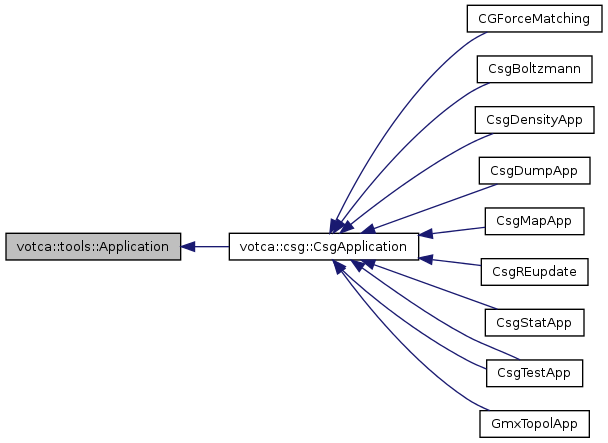 CGForceMatching
CsgBoltzmann
CsgDensityApp
CsgDumpApp
CsgMapApp
votca::tools::Application
votca::csg::CsgApplication
CsgREupdate
CsgStatApp
CsgTestApp
GmxTopolApp